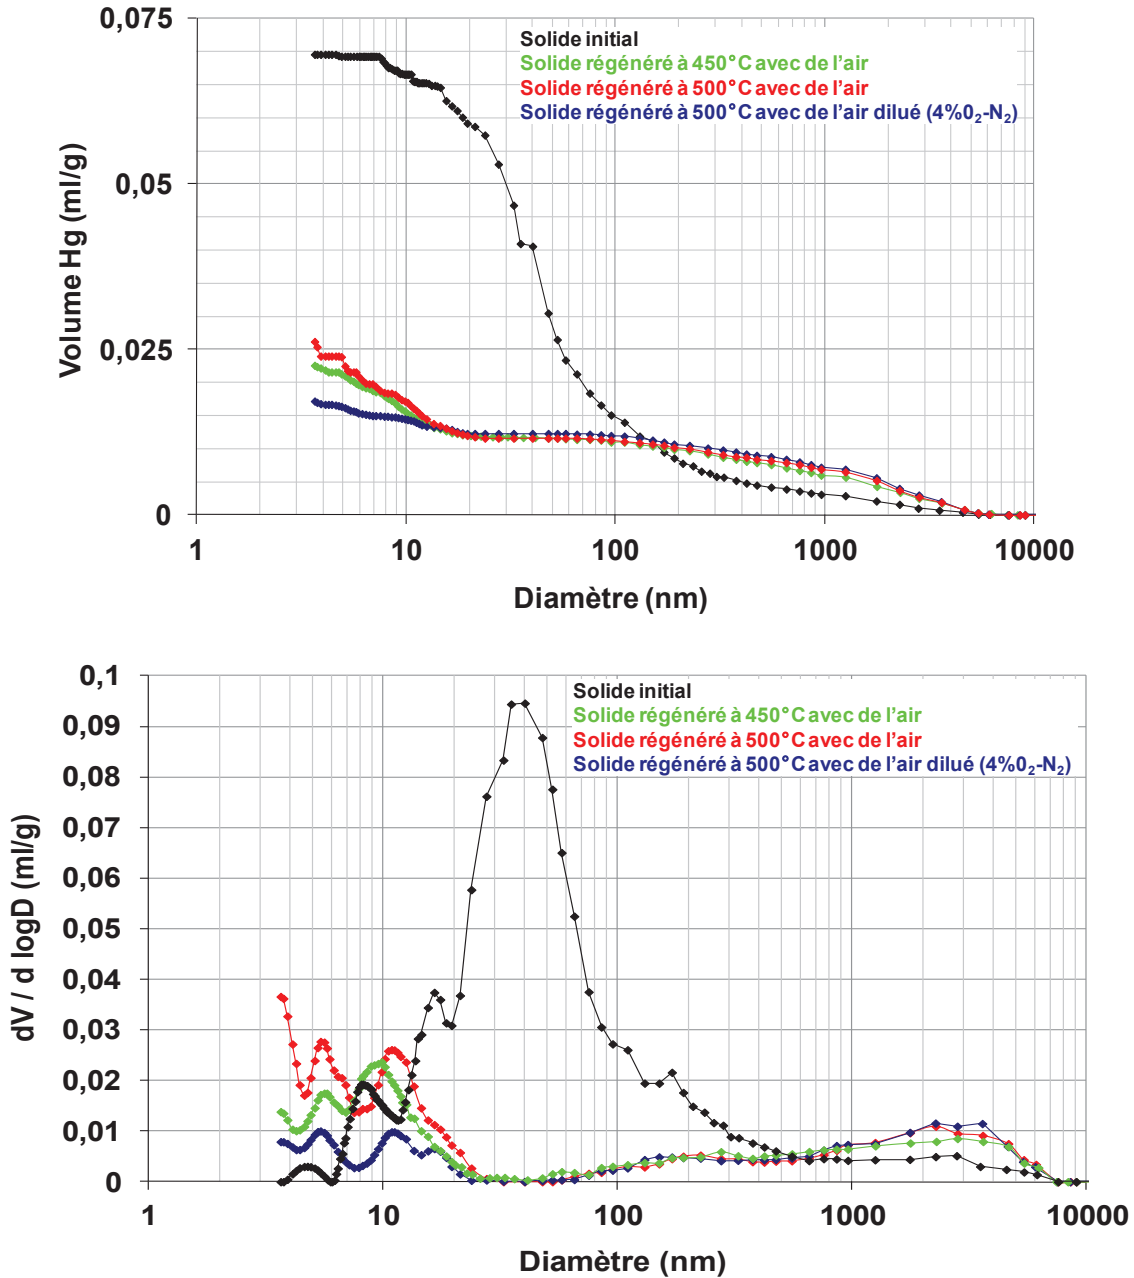 0,075
Solide initial
Solide régénéré à 450°C avec de l'air
Solide régénéré à 500°C avec de l'air
Solide régénéré à 500°C avec de l'air dilué (4%0₂-N₂)
0,05
Volume Hg (ml/g)
0,025
0
1 10 100 1000 10000
Diamètre (nm)
0,1
Solide initial
Solide régénéré à 450°C avec de l'air
Solide régénéré à 500°C avec de l'air
Solide régénéré à 500°C avec de l'air dilué (4%0₂-N₂)
0,09
0,08
0,07
0,06
0,05
dV / d logD (ml/g)
0,04
0,03
0,02
0,01
0
1 10 100 1000 10000
Diamètre (nm)